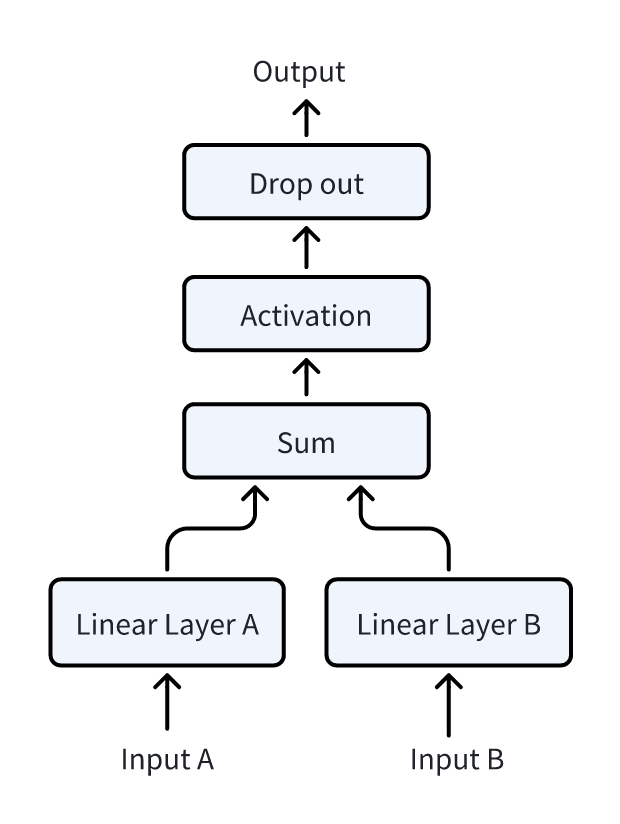 Output
Drop out
Activation
Sum
Linear Layer A
Linear Layer B
Input A
Input B